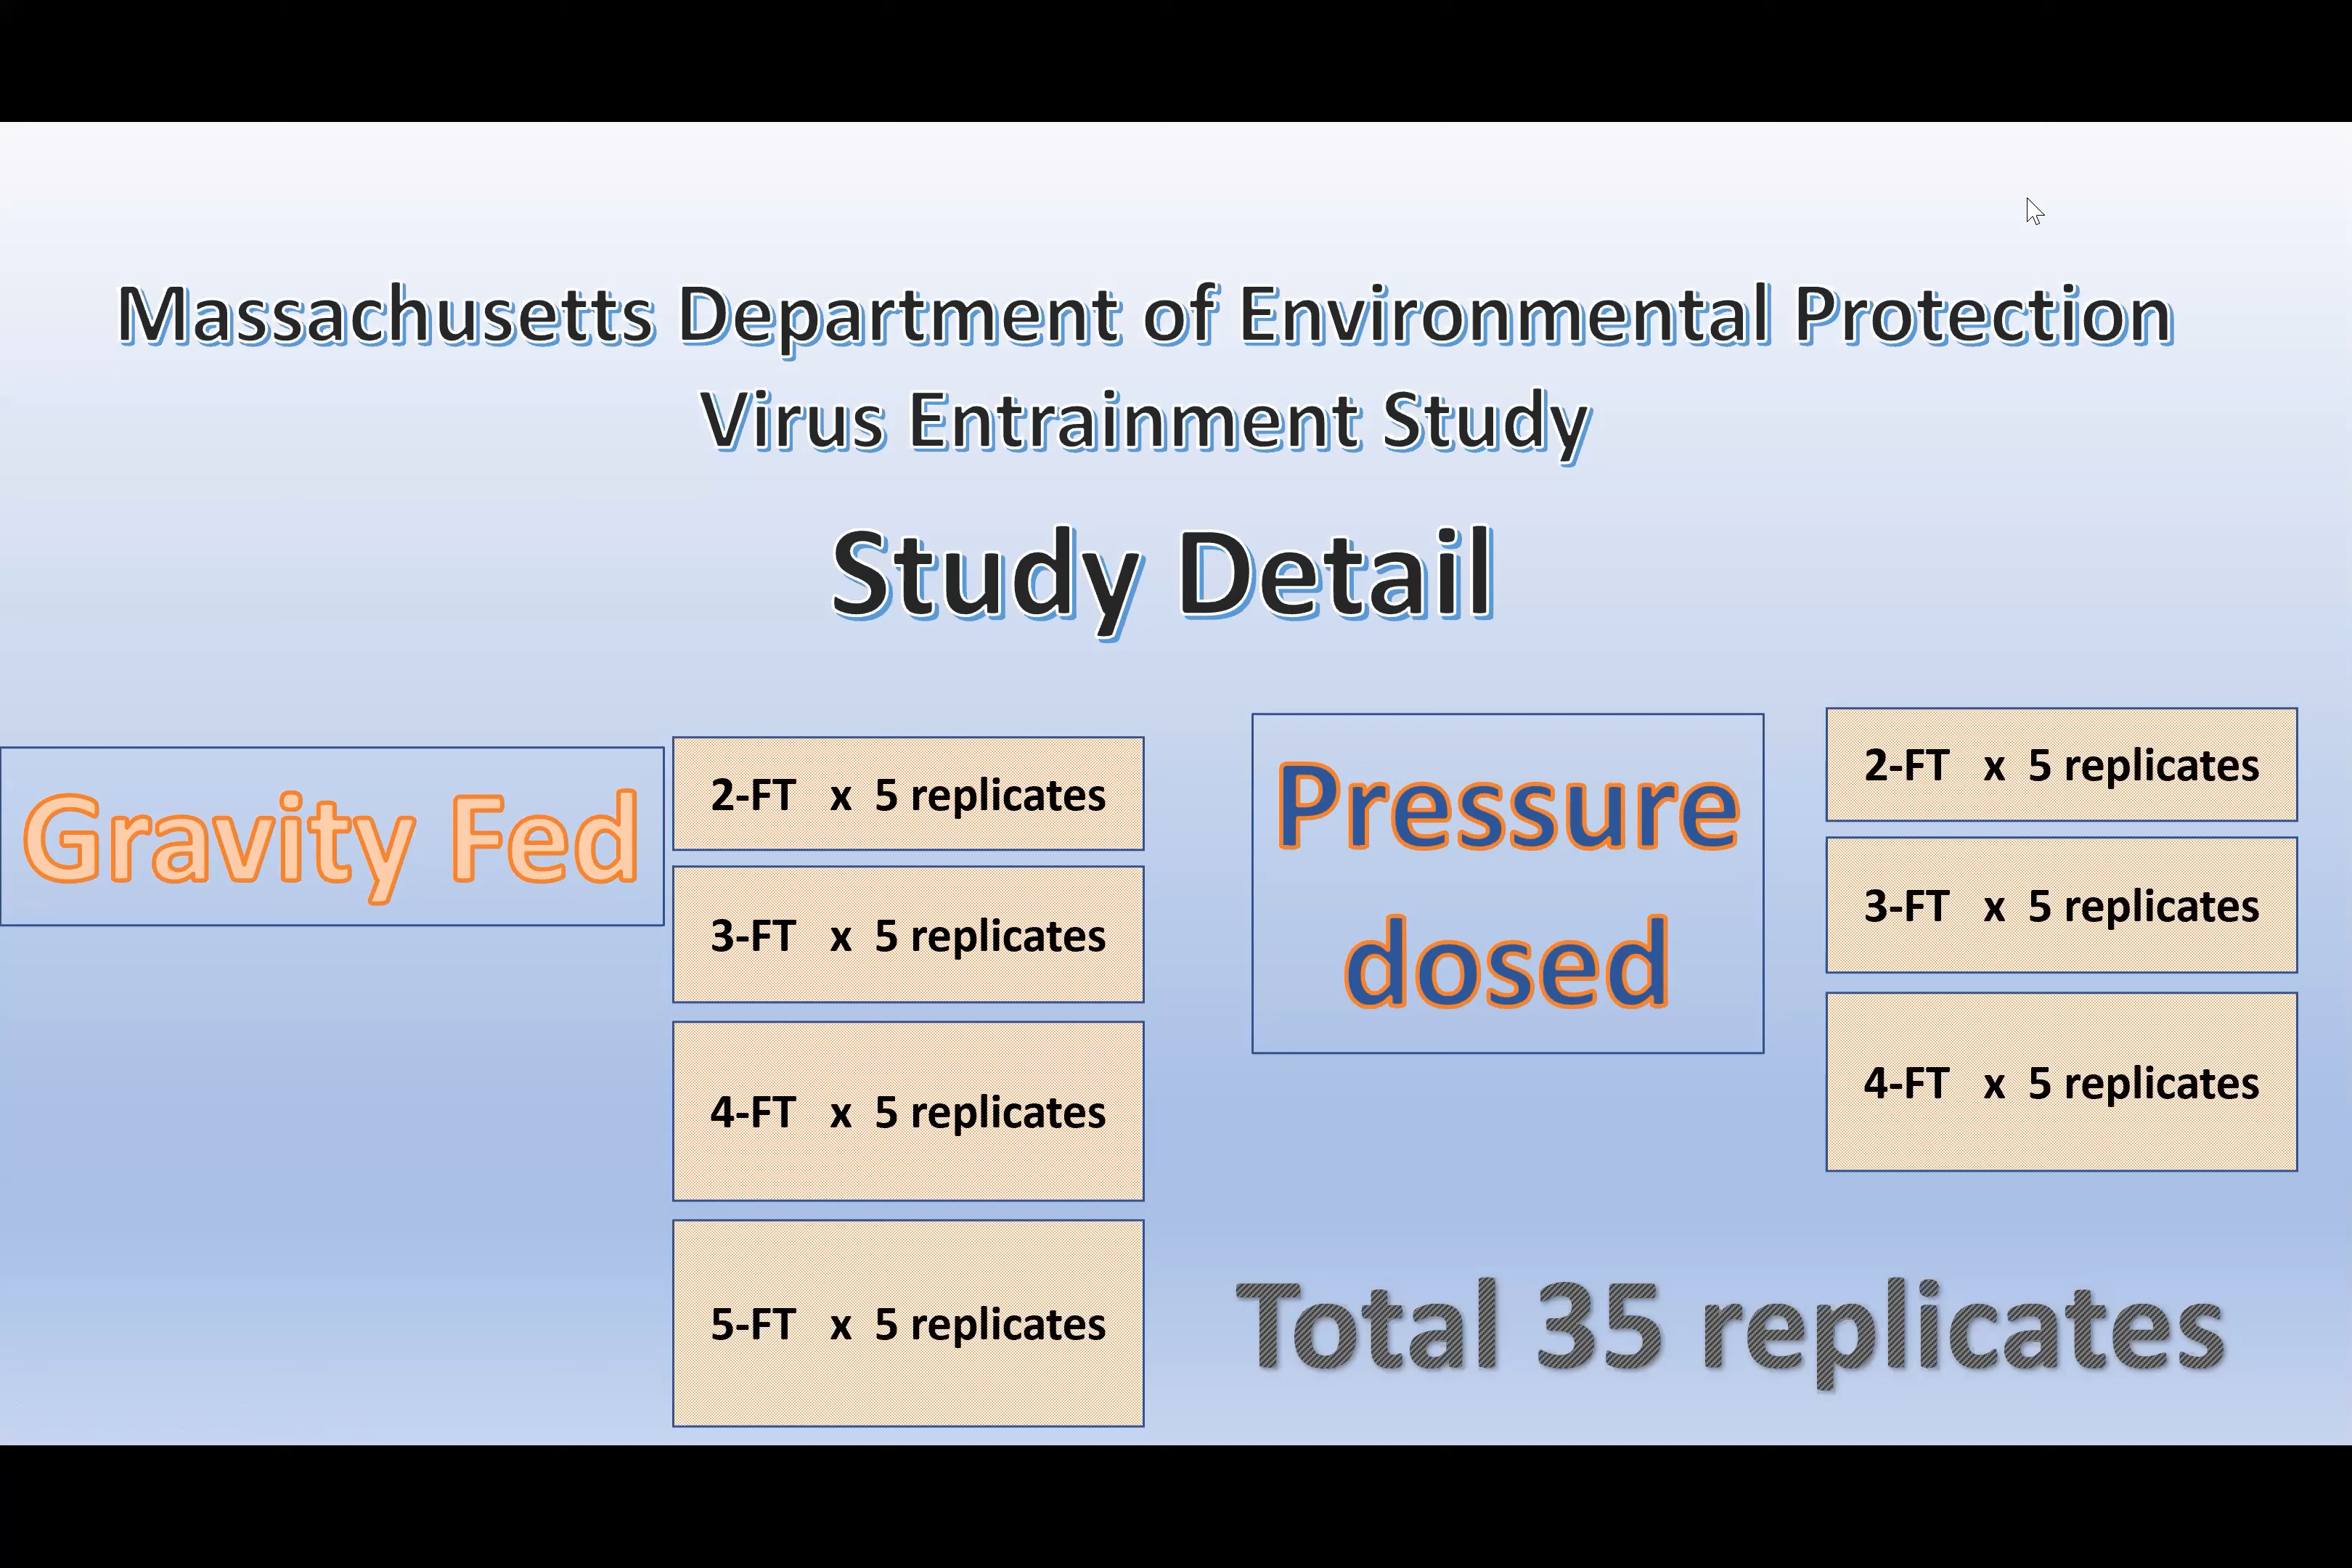 Massachusetts Department of Environmental Protection
Virus Entrainment Study
Study Detail
Gravity Fed
2-FT x 5 replicates
3-FT x 5 replicates
4-FT x 5 replicates
5-FT x 5 replicates
Pressure
dosed
2-FT x 5 replicates
3-FT x 5 replicates
4-FT x 5 replicates
Total 35 replicates